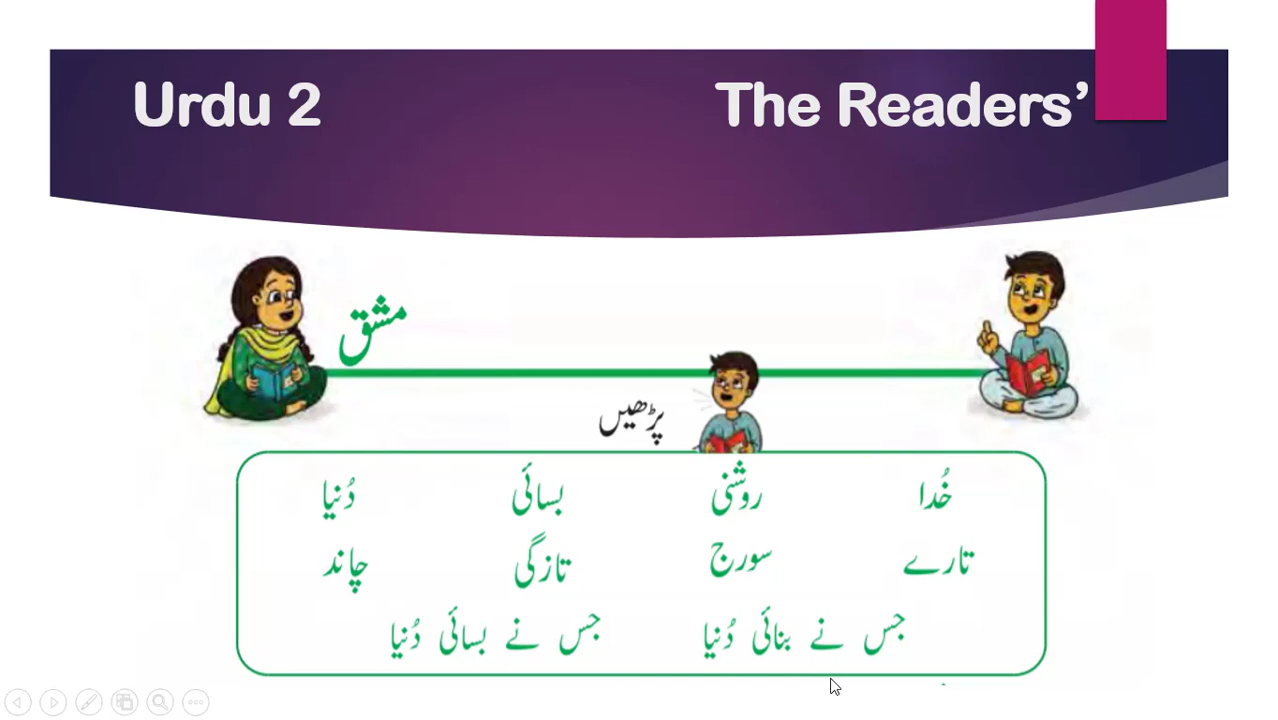 Urdu 2 The Readers’
مشق
پڑھیں
خُدا روشنی بسائی دُنیا
تارے سورج تازگی چاند
جس نے بنائی دُنیا جس نے بسائی دُنیا